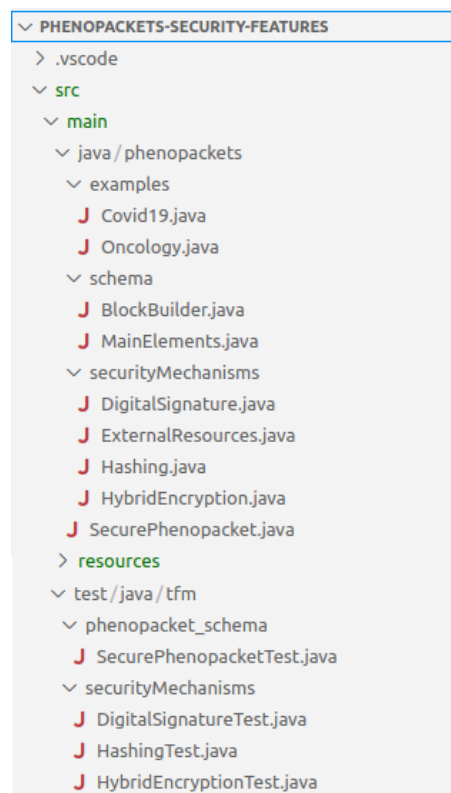 PHENOPACKETS-SECURITY-FEATURES
.vscode
src
main
java/phenopackets
examples
J Covid19.java
J Oncology.java
schema
J BlockBuilder.java
J MainElements.java
securityMechanisms
J DigitalSignature.java
J ExternalResources.java
J Hashing.java
J HybridEncryption.java
J SecurePhenopacket.java
resources
test/java/tfm
phenopacket_schema
J SecurePhenopacketTest.java
securityMechanisms
J DigitalSignatureTest.java
J HashingTest.java
J HybridEncryptionTest.java